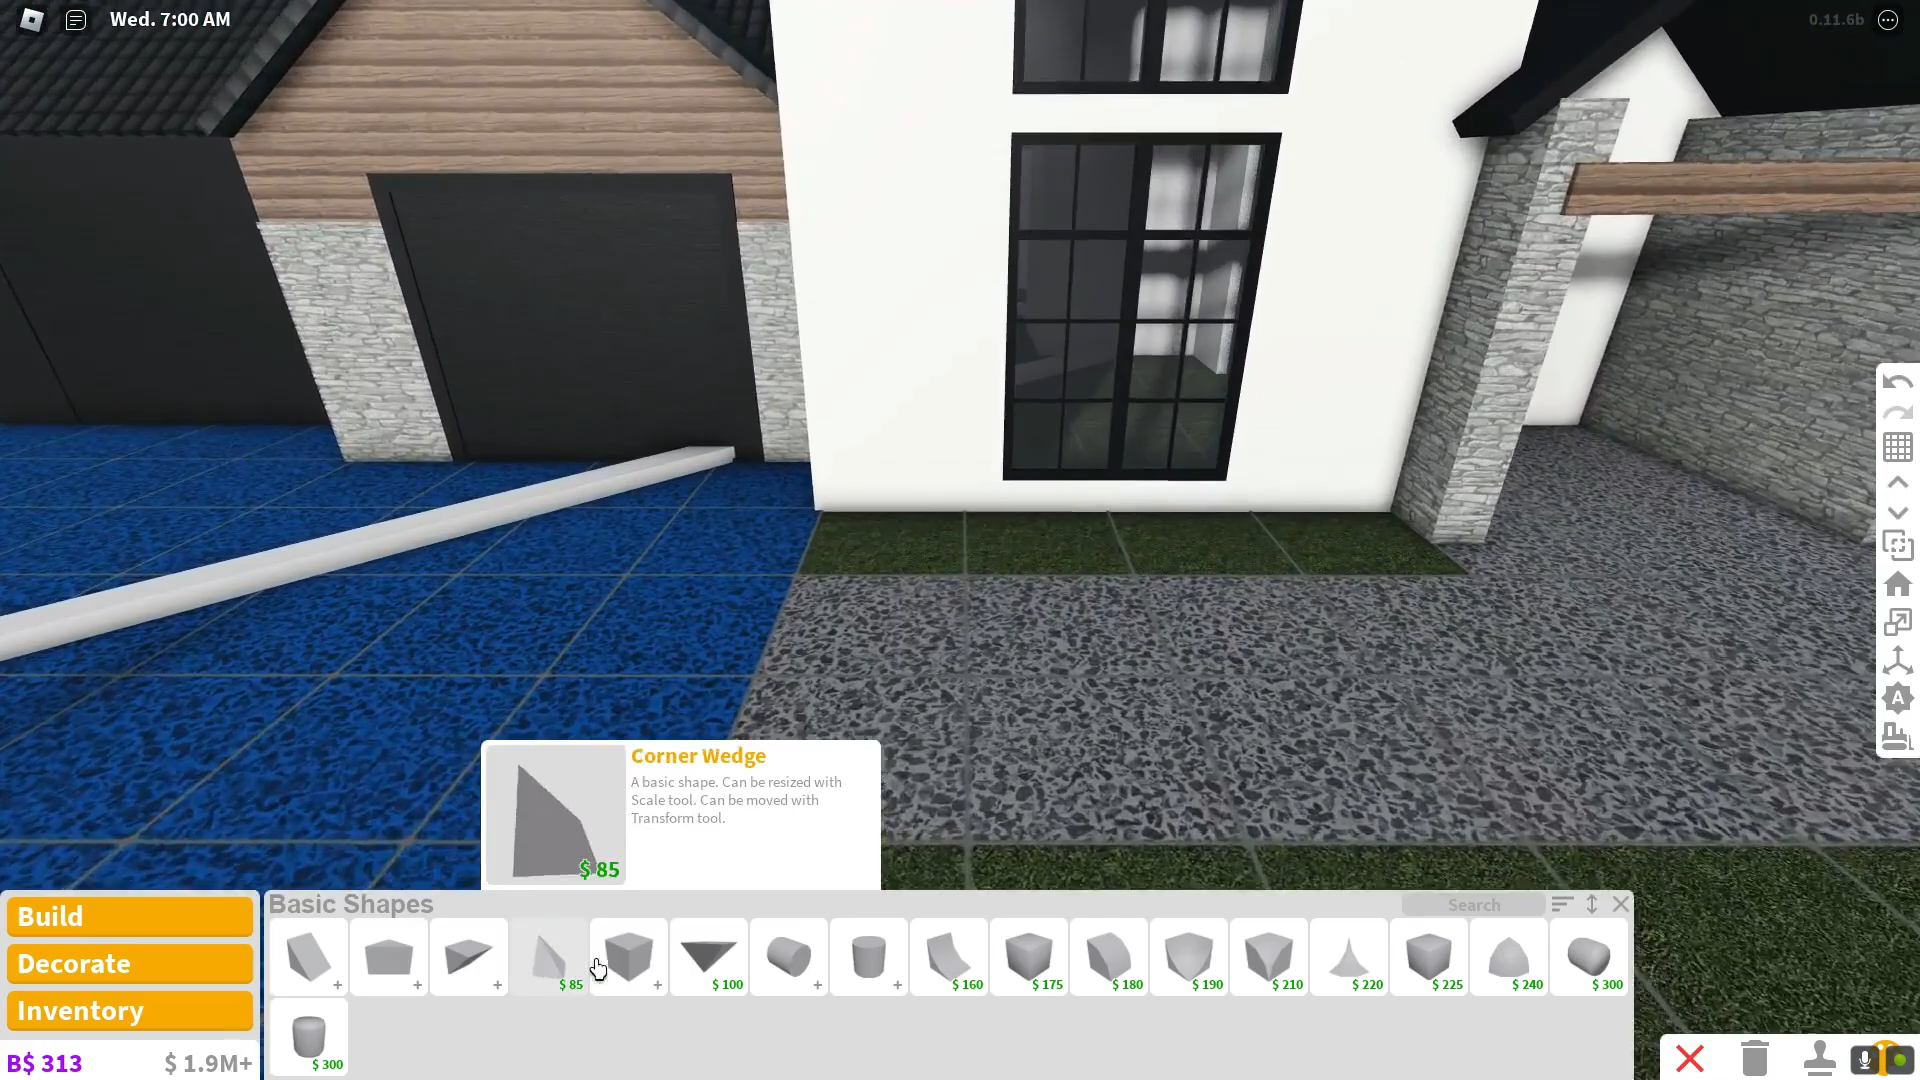 Wed. 7:00 AM
0.11.6b
A
Corner Wedge
A basic shape. Can be resized with
Scale tool. Can be moved with
Transform tool.
$ 85
Build
Decorate
Inventory
B$ 313
$ 1.9M+
Basic Shapes
Search
+ + + $ 85 + $ 100 + + $ 160 $ 175 $ 180 $ 190 $ 210 $ 220 $ 225 $ 240 $ 300
$ 300